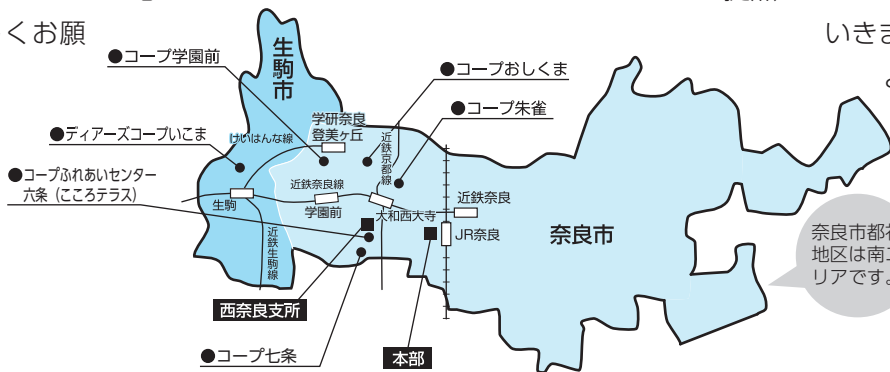 くお願
いきま
生駒市
●コープ学園前
●コープおしくま
学研奈良
登美ヶ丘
●コープ朱雀
●ディアーズコープいこま
けいはんな線
近鉄京都線
●コープふれあいセンター
六条（こころテラス）
近鉄奈良線
近鉄奈良
生駒
学園前
大和西大寺
JR奈良
奈良市
近鉄生駒線
奈良市都祁
地区は南エ
リアです。
西奈良支所
●コープ七条
本部